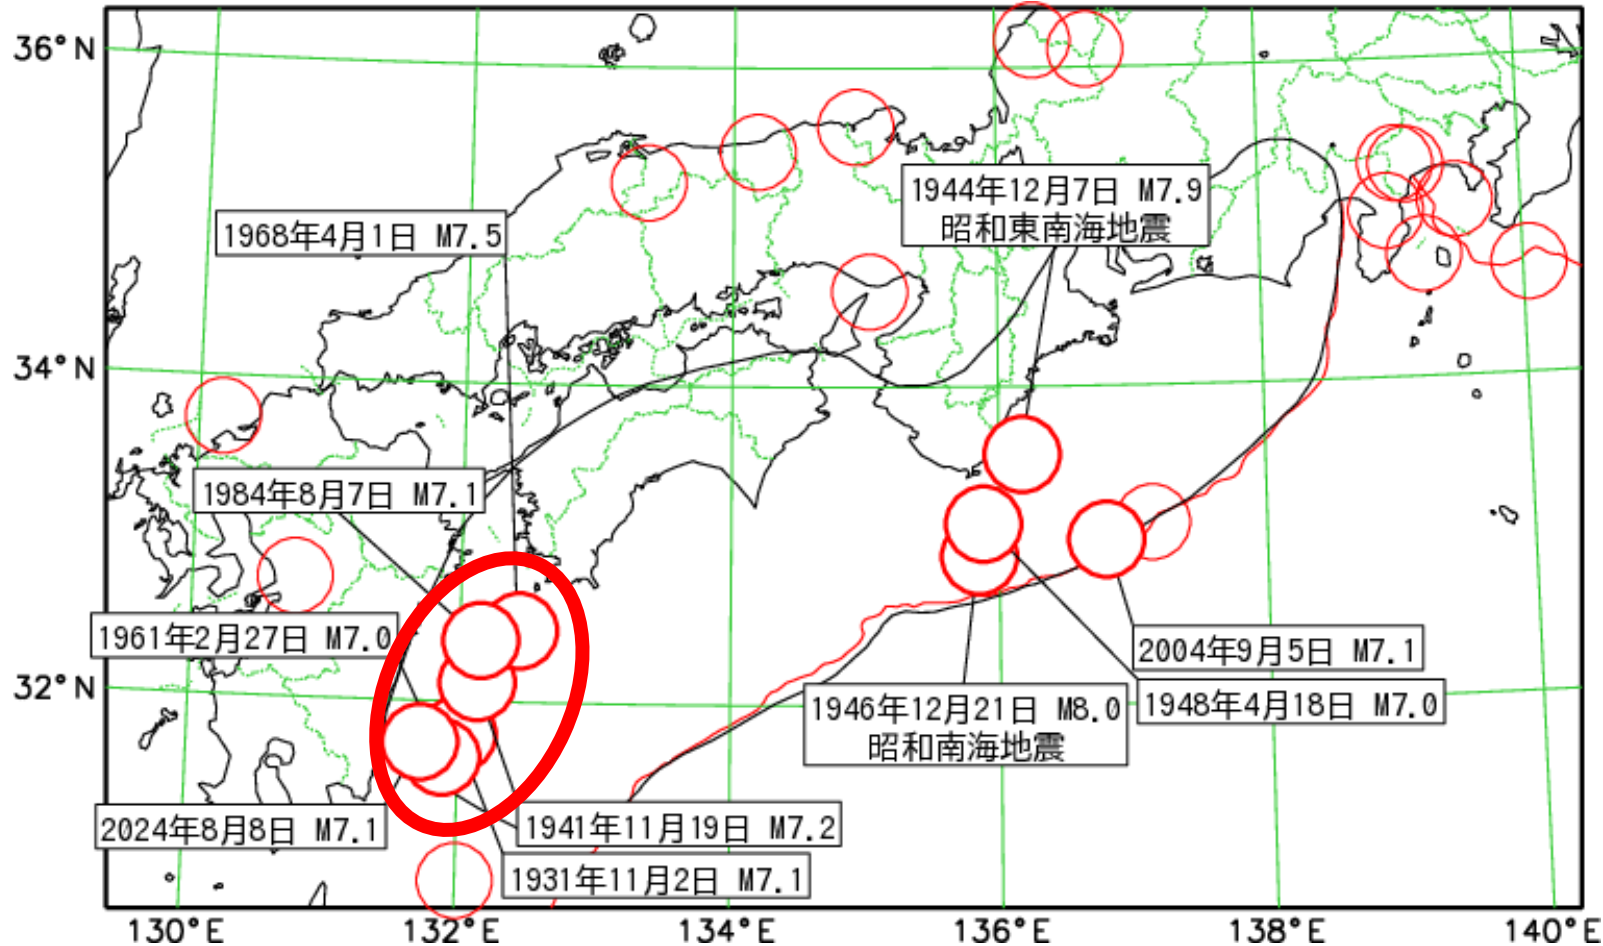 36°N
1944年12月7日 M7.9
昭和東南海地震
1968年4月1日 M7.5
34°N
1984年8月7日 M7.1
1961年2月27日 M7.0
2004年9月5日 M7.1
32°N
1948年4月18日 M7.0
1946年12月21日 M8.0
昭和南海地震
2024年8月8日 M7.1
1941年11月19日 M7.2
1931年11月2日 M7.1
130°E 132°E 134°E 136°E 138°E 140°E